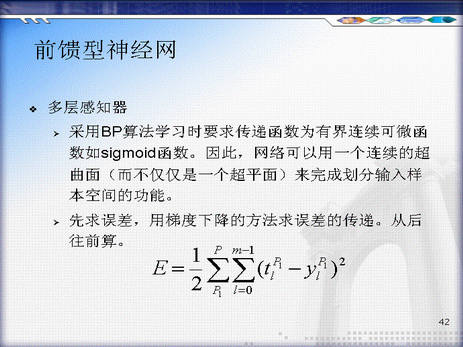 前馈型神经网
❖ 多层感知器
➢ 采用BP算法学习时要求传递函数为有界连续可微函
数如sigmoid函数。因此，网络可以用一个连续的超
曲面（而不仅仅是一个超平面）来完成划分输入样
本空间的功能。
➢ 先求误差，用梯度下降的方法求误差的传递。从后
往前算。
E = \frac{1}{2} \sum_{P_1}^{P} \sum_{l=0}^{m-1} (t_l^{P_1} - y_l^{P_1})^2
42